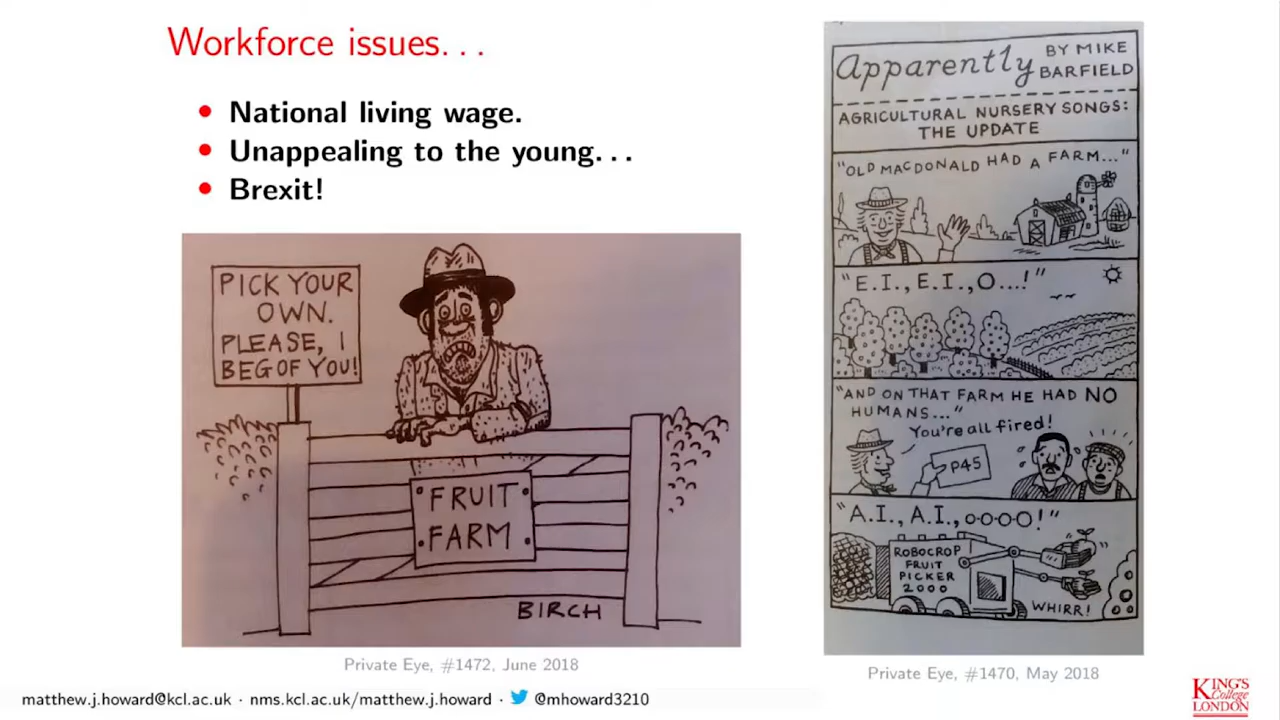 Workforce issues. . .
• National living wage.
• Unappealing to the young. . .
• Brexit!
PICK YOUR
OWN.
PLEASE, I
BEG OF YOU!
FRUIT
FARM
BIRCH
Private Eye, #1472, June 2018
Apparently
BY MIKE
BARFIELD
AGRICULTURAL NURSERY SONGS:
THE UPDATE
"OLD MACDONALD HAD A FARM..."
"E.I., E.I., O...!"
"AND ON THAT FARM HE HAD NO
HUMANS..."
You're all fired!
P45
"A.I., A.I., O-O-O-O!"
ROBOCROP
FRUIT
PICKER
2000
WHIRR!
Private Eye, #1470, May 2018
matthew.j.howard@kcl.ac.uk · nms.kcl.ac.uk/matthew.j.howard · @mhoward3210
KING'S
College
LONDON